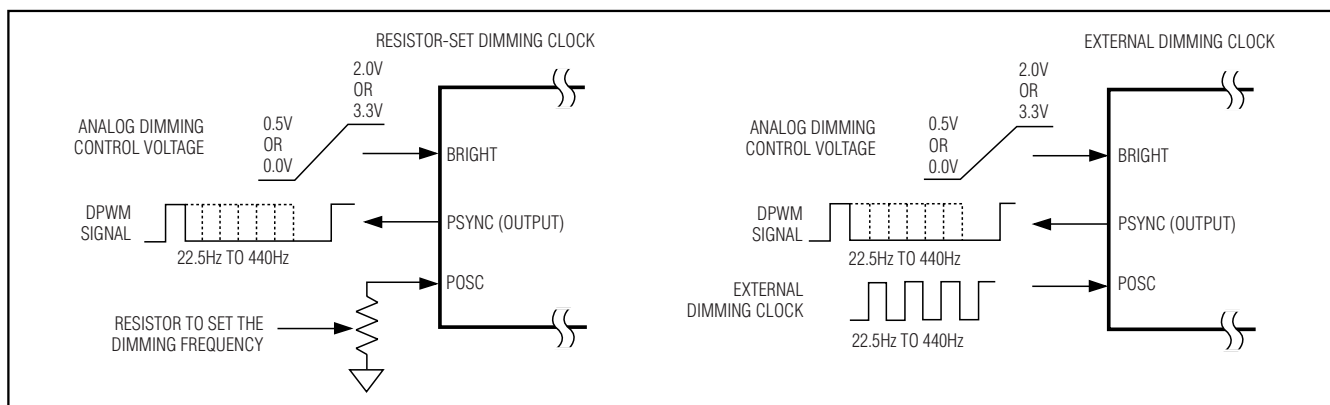 RESISTOR-SET DIMMING CLOCK
2.0V
OR
3.3V
0.5V
OR
0.0V
ANALOG DIMMING
CONTROL VOLTAGE
BRIGHT
DPWM
SIGNAL
PSYNC (OUTPUT)
22.5Hz TO 440Hz
POSC
RESISTOR TO SET THE
DIMMING FREQUENCY
EXTERNAL DIMMING CLOCK
2.0V
OR
3.3V
0.5V
OR
0.0V
ANALOG DIMMING
CONTROL VOLTAGE
BRIGHT
DPWM
SIGNAL
PSYNC (OUTPUT)
22.5Hz TO 440Hz
EXTERNAL
DIMMING CLOCK
POSC
22.5Hz TO 440Hz